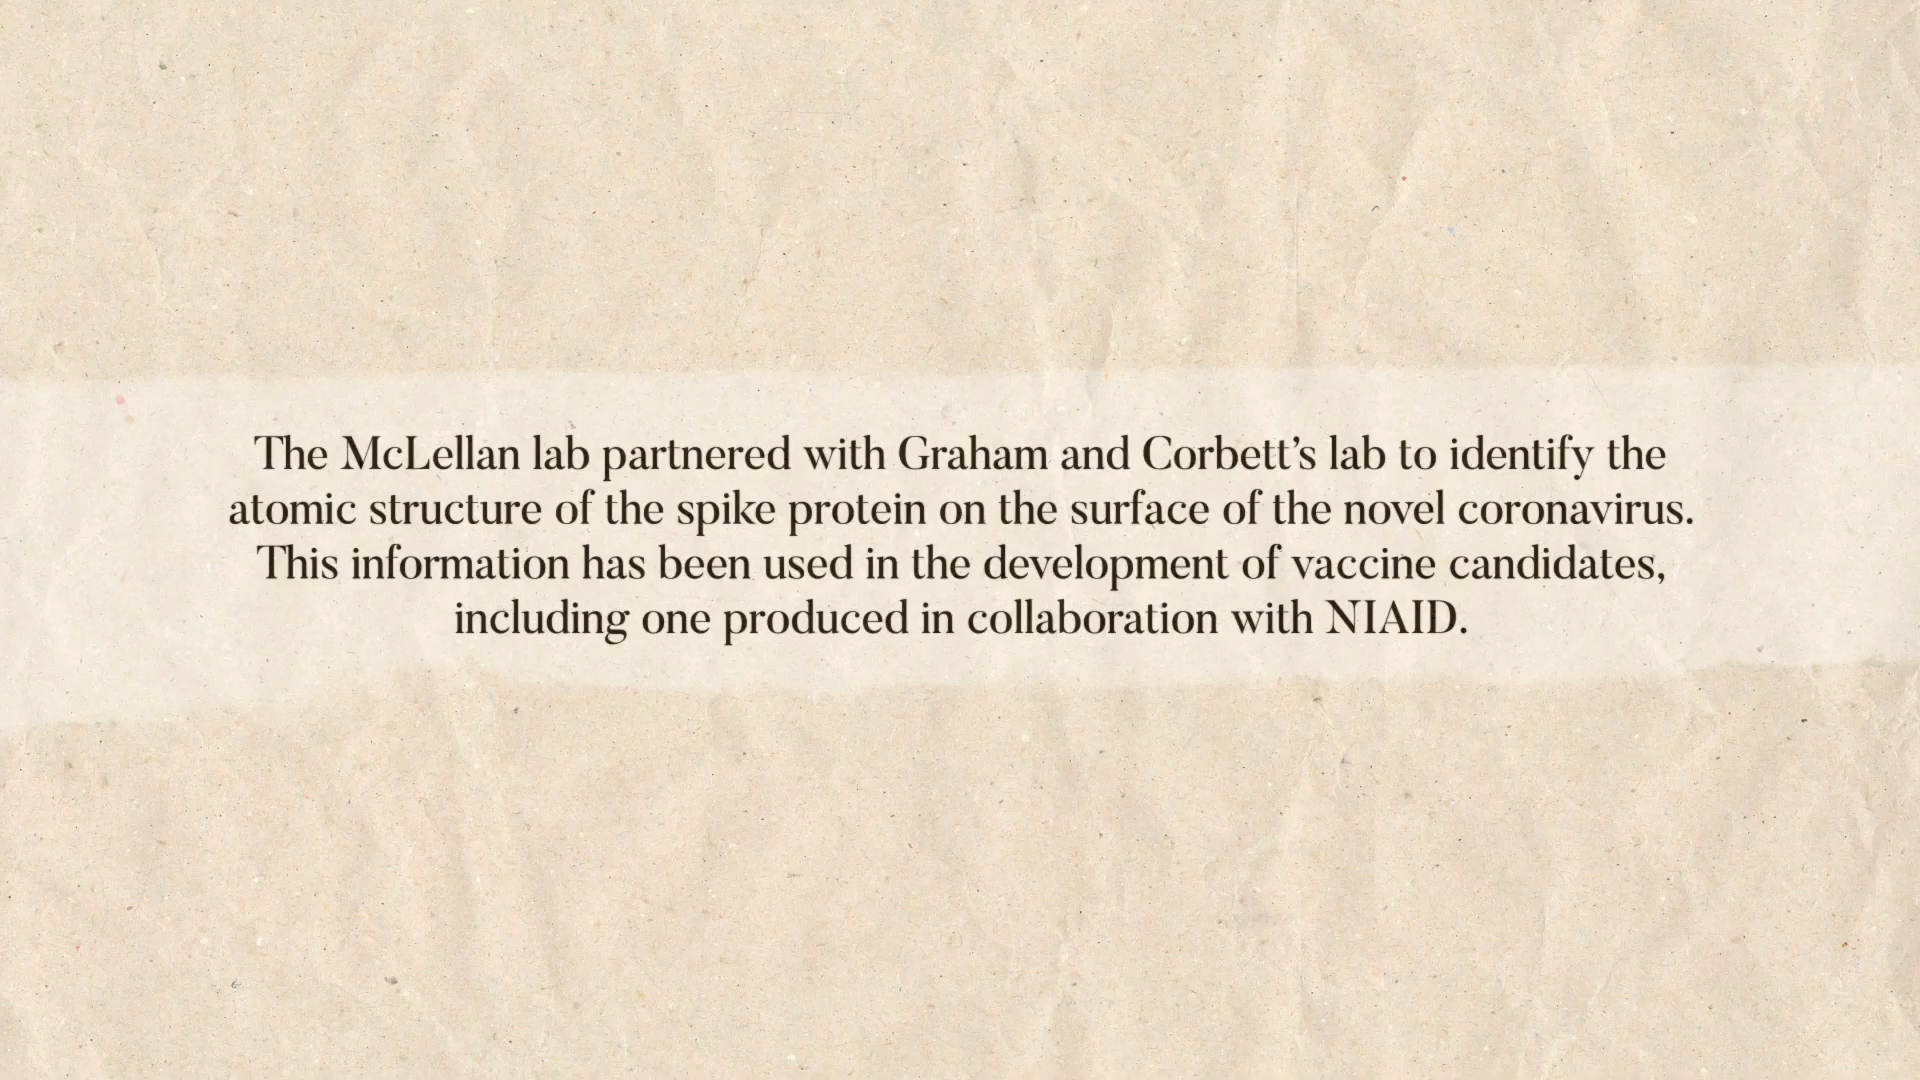 The McLellan lab partnered with Graham and Corbett’s lab to identify the
atomic structure of the spike protein on the surface of the novel coronavirus.
This information has been used in the development of vaccine candidates,
including one produced in collaboration with NIAID.